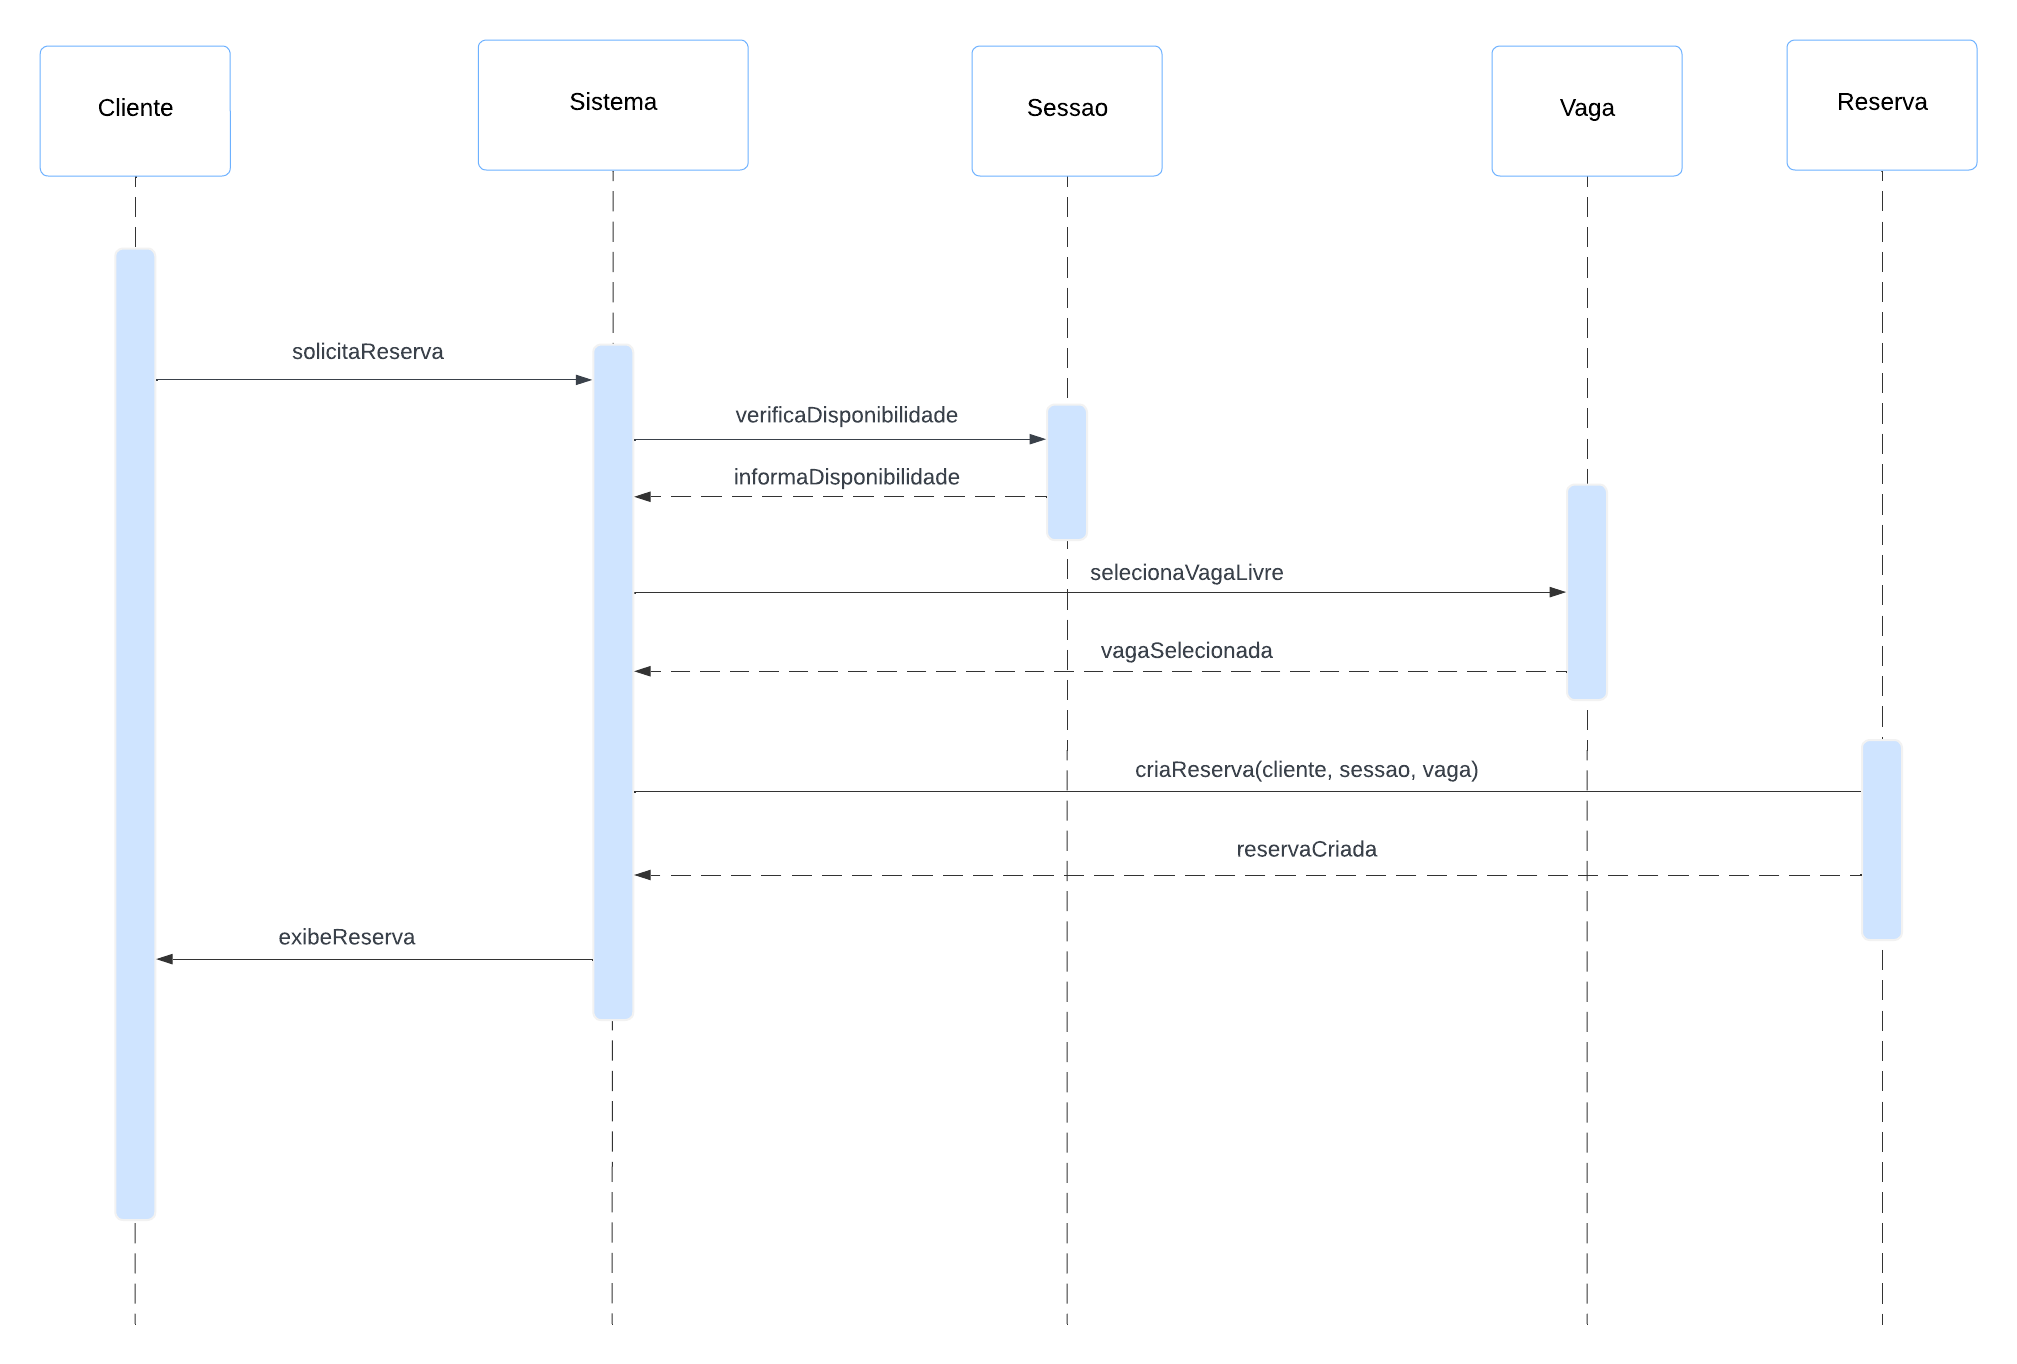 Cliente
Sistema
Sessao
Vaga
Reserva
solicitaReserva
verificaDisponibilidade
informaDisponibilidade
selecionaVagaLivre
vagaSelecionada
criaReserva(cliente, sessao, vaga)
reservaCriada
exibeReserva